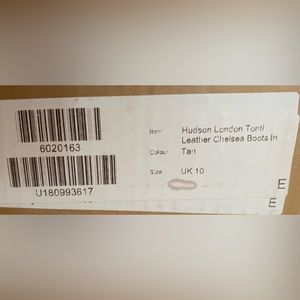 Item Hudson London Tonti
Leather Chelsea Boots In
Colour Tan
Size UK 10
6020163
U180993617
E
E